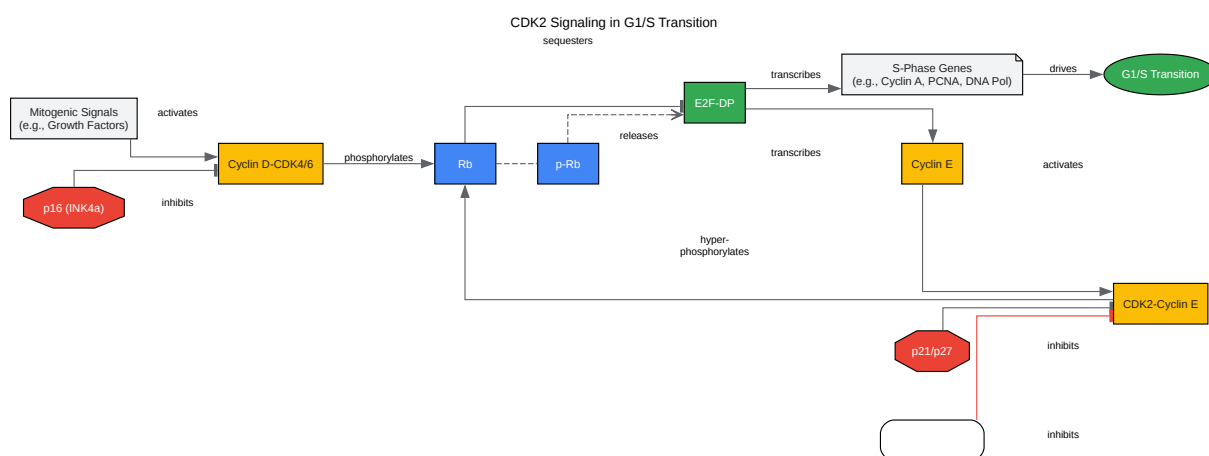 CDK2 Signaling in G1/S Transition
sequesters
S-Phase Genes
(e.g., Cyclin A, PCNA, DNA Pol)
transcribes
drives
G1/S Transition
Mitogenic Signals
(e.g., Growth Factors)
activates
E2F-DP
releases
Cyclin D-CDK4/6
phosphorylates
Rb
p-Rb
transcribes
Cyclin E
activates
p16 (INK4a)
inhibits
hyper-
phosphorylates
CDK2-Cyclin E
p21/p27
inhibits
inhibits